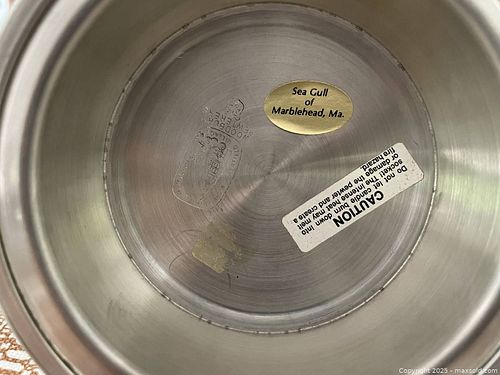 Sea Gull
of
Marblehead, Ma.
CAUTION
Do not let candle burn down into
socket! The intense heat may melt
or damage the pewter and create a
fire hazard.
Copyright 2025 - maxsold.com